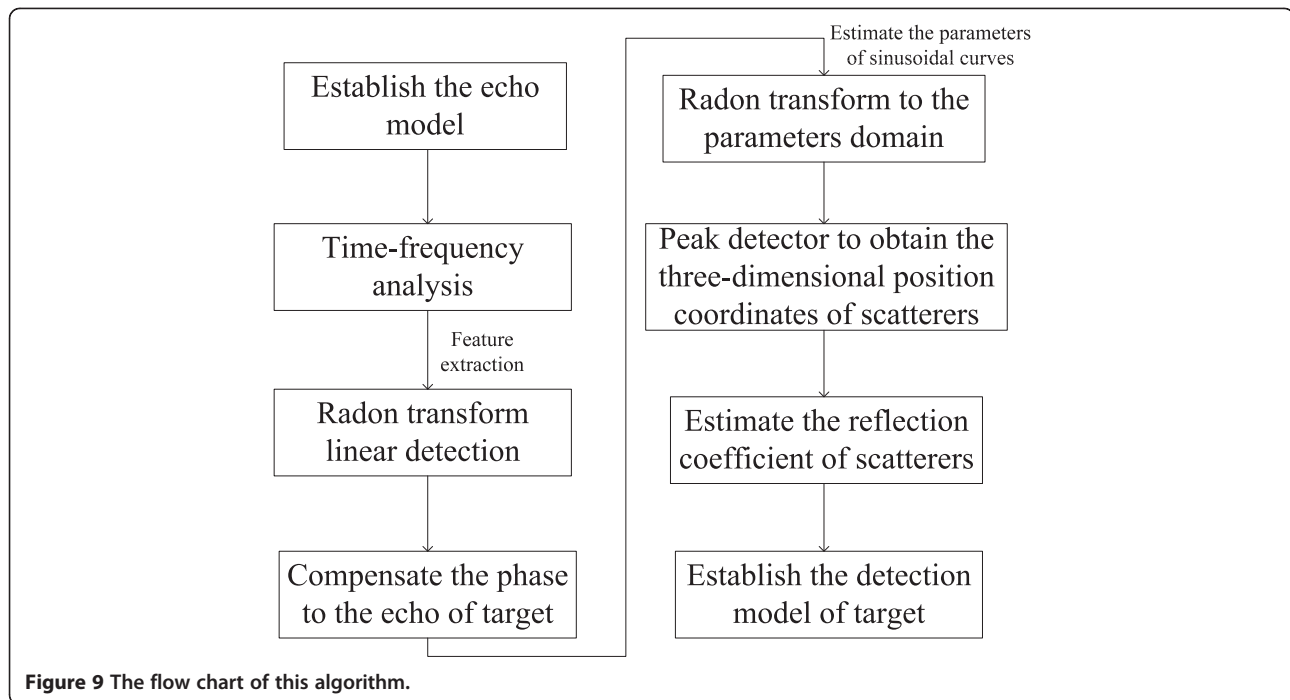 Establish the echo
model
Time-frequency
analysis
Feature
extraction
Radon transform
linear detection
Compensate the phase
to the echo of target
Estimate the parameters
of sinusoidal curves
Radon transform to the
parameters domain
Peak detector to obtain the
three-dimensional position
coordinates of scatterers
Estimate the reflection
coefficient of scatterers
Establish the detection
model of target
Figure 9 The flow chart of this algorithm.